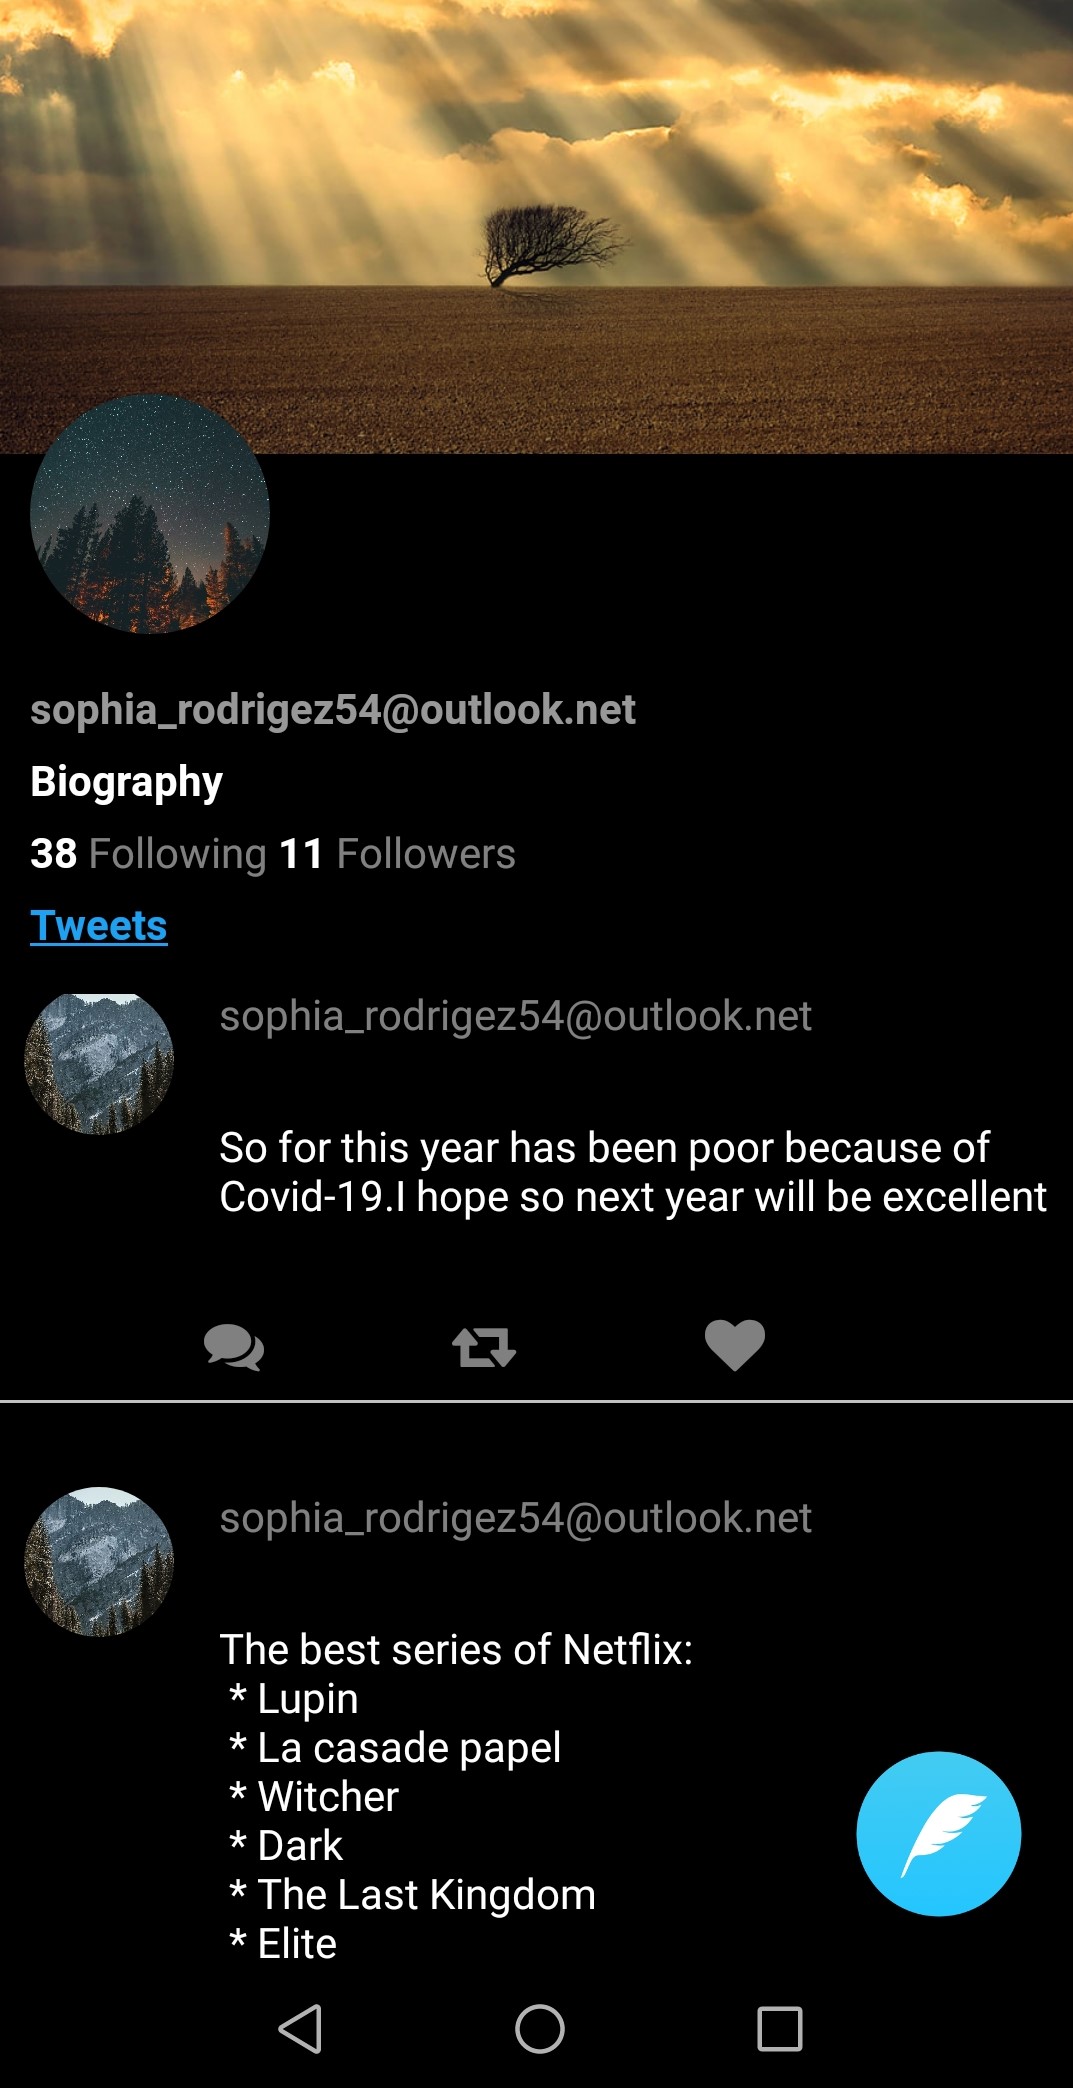 sophia_rodrigez54@outlook.net
Biography
38 Following 11 Followers
Tweets
sophia_rodrigez54@outlook.net
So for this year has been poor because of
Covid-19.I hope so next year will be excellent
sophia_rodrigez54@outlook.net
The best series of Netflix:
* Lupin
* La casade papel
* Witcher
* Dark
* The Last Kingdom
* Elite